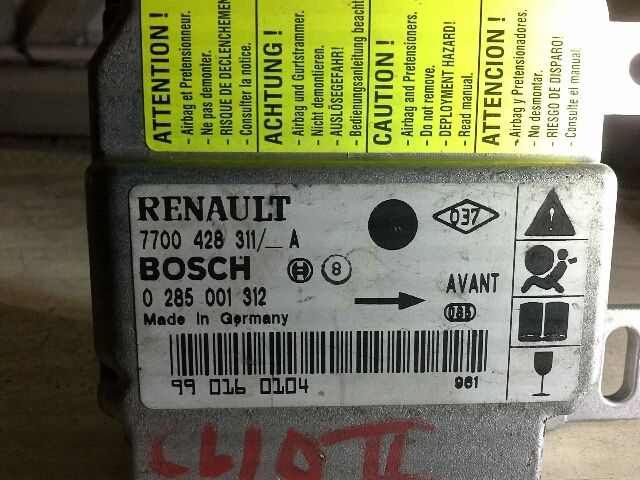 ATTENTION !
- Airbag et Pretensionneur.
- Ne pas demonter.
- RISQUE DE DECLENCHEMENT
- Consulter la notice.
ACHTUNG !
- Airbag und Gurtstrammer.
- Nicht demontieren.
- AUSLÖSEGEFAHR!
- Bedienungsanleitung beacht
CAUTION !
- Airbag and Pretensioners.
- Do not remove.
- DEPLOYMENT HAZARD!
- Read manual.
ATTENCION !
- Airbag y Pretensionadores.
- No desmontar.
- RIESGO DE DISPARO!
- Consulte el manual.
RENAULT
037
7700 428 311/_ A
BOSCH
8
AVANT
0 285 001 312
Made in Germany
99 0160 0104
961
CLIO II